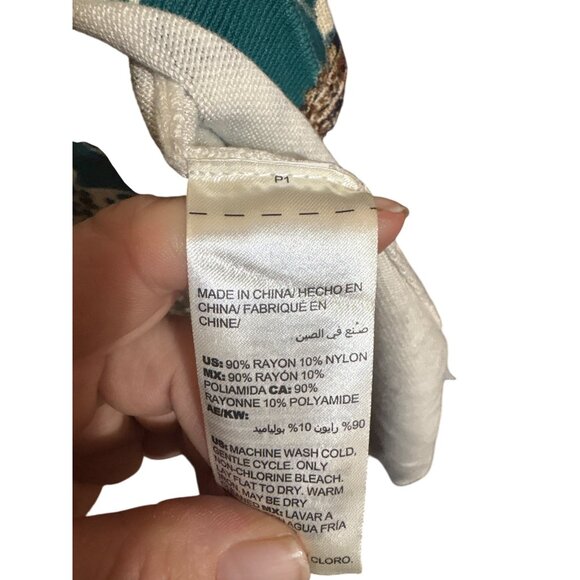 P1
MADE IN CHINA/ HECHO EN
CHINA/ FABRIQUÉ EN
CHINE/
صُنع في الصين
US: 90% RAYON 10% NYLON
MX: 90% RAYÓN 10%
POLIAMIDA CA: 90%
RAYONNE 10% POLYAMIDE
AE/KW:
90% رايون 10% بوليامید
US: MACHINE WASH COLD,
GENTLE CYCLE. ONLY
NON-CHLORINE BLEACH.
LAY FLAT TO DRY. WARM
MAY BE DRY
MX: LAVAR A
AGUA FRÍA
CLORO.